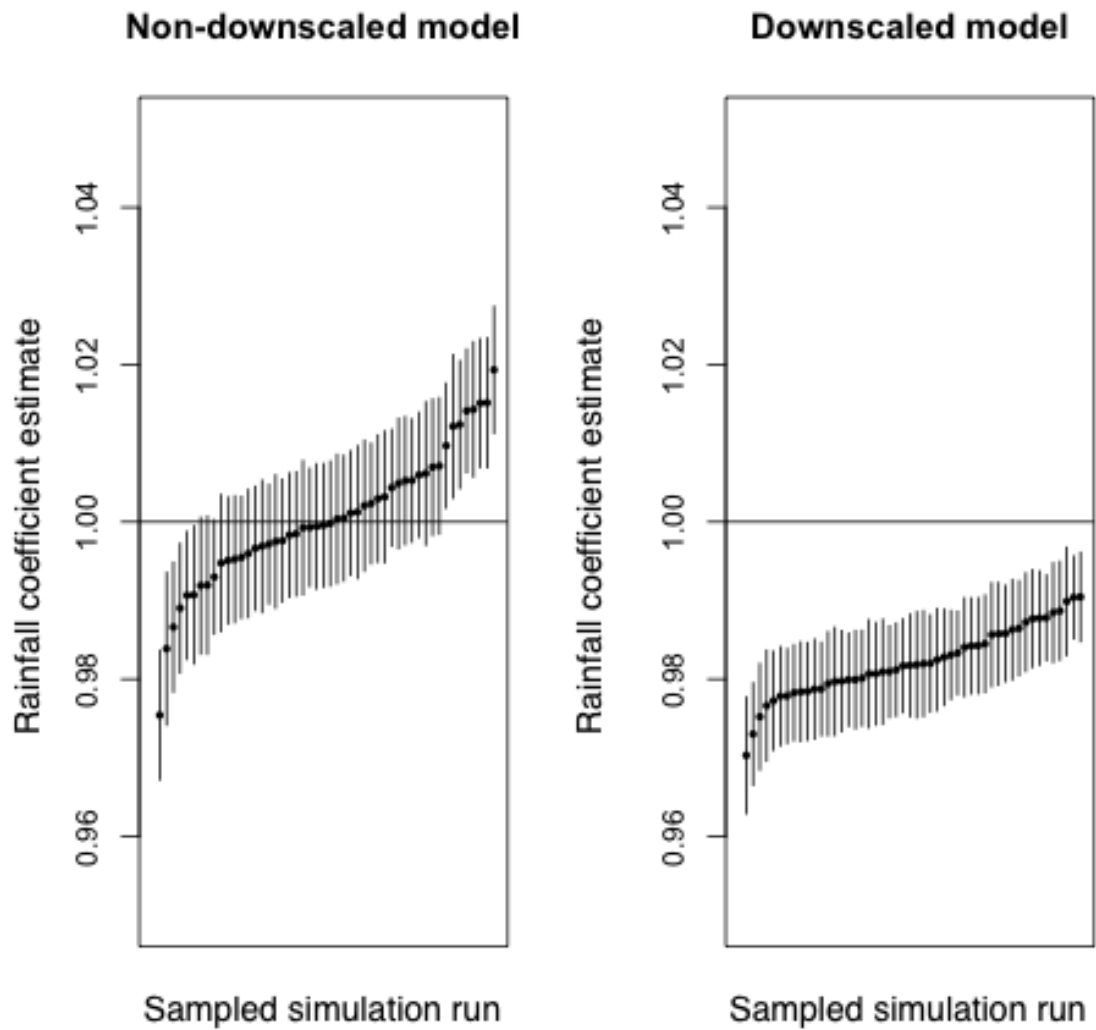 Non-downscaled model
Rainfall coefficient estimate
1.04
1.02
1.00
0.98
0.96
Sampled simulation run
Downscaled model
Rainfall coefficient estimate
1.04
1.02
1.00
0.98
0.96
Sampled simulation run